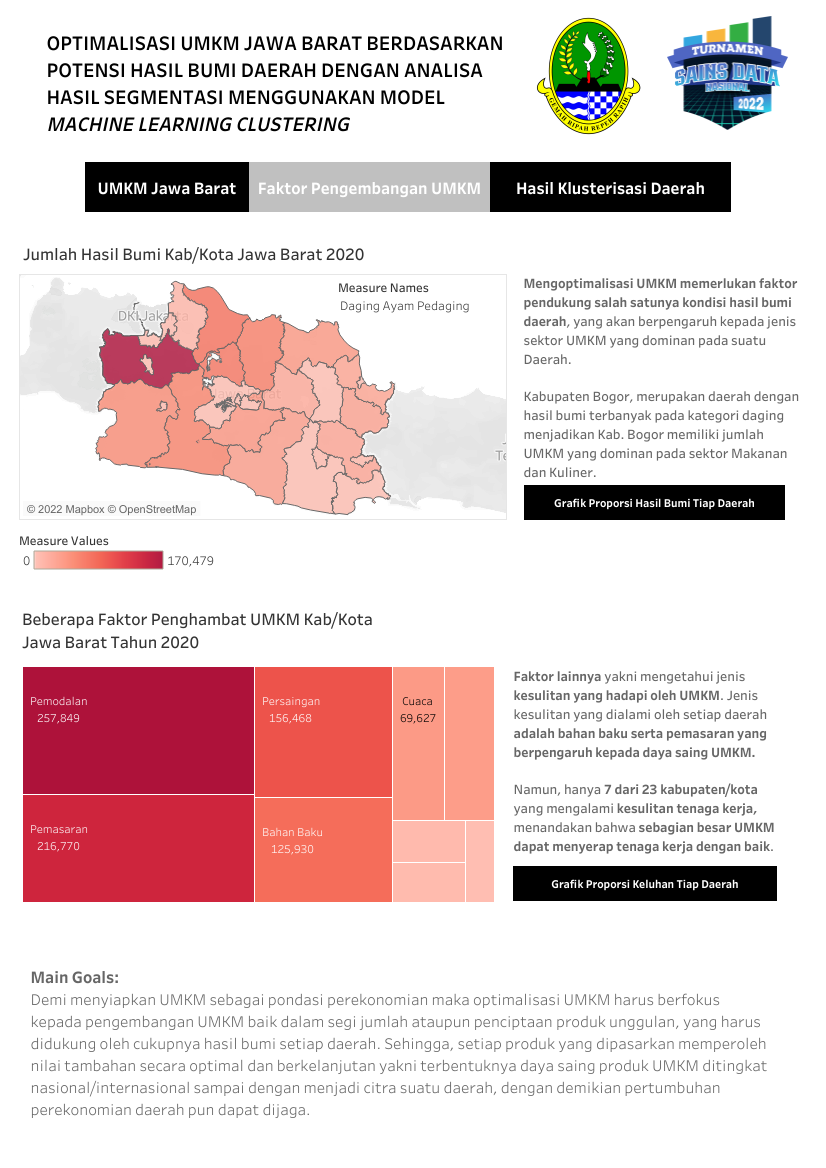 OPTIMALISASI UMKM JAWA BARAT BERDASARKAN
POTENSI HASIL BUMI DAERAH DENGAN ANALISA
HASIL SEGMENTASI MENGGUNAKAN MODEL
MACHINE LEARNING CLUSTERING
GEMAH RIPAH REPEH RAPIH
TURNAMEN
SAINS DATA
NASIONAL
2022
UMKM Jawa Barat
Faktor Pengembangan UMKM
Hasil Klusterisasi Daerah
Jumlah Hasil Bumi Kab/Kota Jawa Barat 2020
Measure Names
Daging Ayam Pedaging
DKI Jakarta
© 2022 Mapbox © OpenStreetMap
Measure Values
0
170,479
Mengoptimalisasi UMKM memerlukan faktor
pendukung salah satunya kondisi hasil bumi
daerah, yang akan berpengaruh kepada jenis
sektor UMKM yang dominan pada suatu
Daerah.
Kabupaten Bogor, merupakan daerah dengan
hasil bumi terbanyak pada kategori daging
menjadikan Kab. Bogor memiliki jumlah
UMKM yang dominan pada sektor Makanan
dan Kuliner.
Grafik Proporsi Hasil Bumi Tiap Daerah
Beberapa Faktor Penghambat UMKM Kab/Kota
Jawa Barat Tahun 2020
Pemodalan
257,849
Persaingan
156,468
Cuaca
69,627
Pemasaran
216,770
Bahan Baku
125,930
Faktor lainnya yakni mengetahui jenis
kesulitan yang hadapi oleh UMKM. Jenis
kesulitan yang dialami oleh setiap daerah
adalah bahan baku serta pemasaran yang
berpengaruh kepada daya saing UMKM.
Namun, hanya 7 dari 23 kabupaten/kota
yang mengalami kesulitan tenaga kerja,
menandakan bahwa sebagian besar UMKM
dapat menyerap tenaga kerja dengan baik.
Grafik Proporsi Keluhan Tiap Daerah
Main Goals:
Demi menyiapkan UMKM sebagai pondasi perekonomian maka optimalisasi UMKM harus berfokus
kepada pengembangan UMKM baik dalam segi jumlah ataupun penciptaan produk unggulan, yang harus
didukung oleh cukupnya hasil bumi setiap daerah. Sehingga, setiap produk yang dipasarkan memperoleh
nilai tambahan secara optimal dan berkelanjutan yakni terbentuknya daya saing produk UMKM ditingkat
nasional/internasional sampai dengan menjadi citra suatu daerah, dengan demikian pertumbuhan
perekonomian daerah pun dapat dijaga.